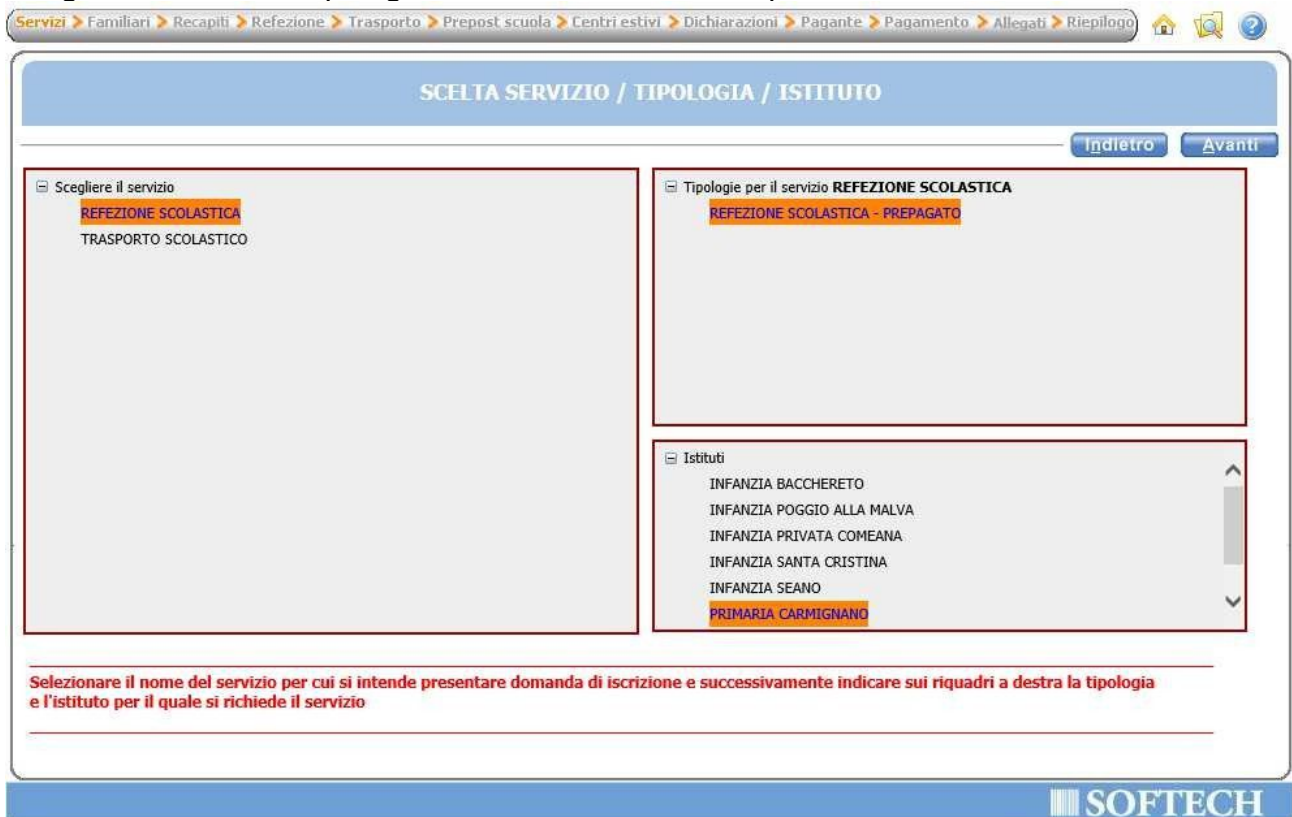 Servizi > Familiari > Recapiti > Refezione > Trasporto > Prepost scuola > Centri estivi > Dichiarazioni > Pagante > Pagamento > Allegati > Riepilogo
SCELTA SERVIZIO / TIPOLOGIA / ISTITUTO
Indietro Avanti
Scegliere il servizio
REFEZIONE SCOLASTICA
TRASPORTO SCOLASTICO
Tipologie per il servizio REFEZIONE SCOLASTICA
REFEZIONE SCOLASTICA - PREPAGATO
Istituti
INFANZIA BACCHERETO
INFANZIA POGGIO ALLA MALVA
INFANZIA PRIVATA COMEANA
INFANZIA SANTA CRISTINA
INFANZIA SEANO
PRIMARIA CARMIGNANO
Selezionare il nome del servizio per cui si intende presentare domanda di iscrizione e successivamente indicare sui riquadri a destra la tipologia
e l'istituto per il quale si richiede il servizio
SOFTECH